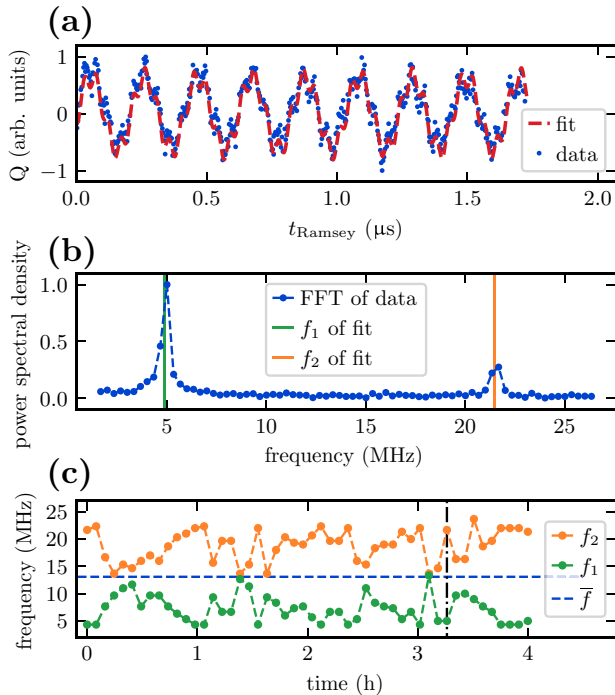 (a)
Q (arb. units)
1
0
−1
fit
data
0.0 0.5 1.0 1.5 2.0
t_Ramsey (μs)
(b)
power spectral density
1.0
0.5
0.0
FFT of data
f₁ of fit
f₂ of fit
5 10 15 20 25
frequency (MHz)
(c)
frequency (MHz)
25
20
15
10
5
f₂
f₁
f̅
0 1 2 3 4
time (h)